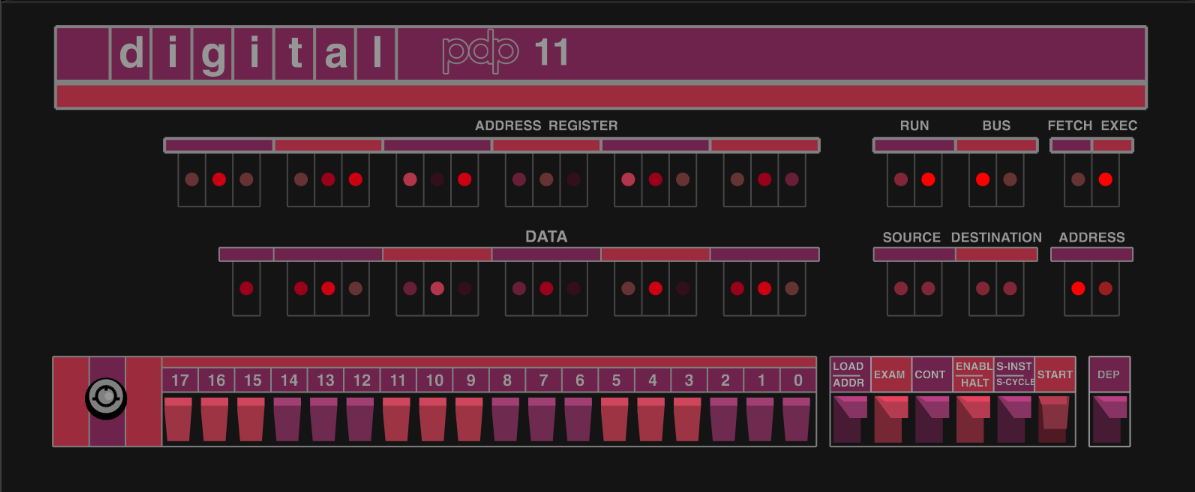 digital pdp 11
ADDRESS REGISTER RUN BUS FETCH EXEC
DATA SOURCE DESTINATION ADDRESS
17 16 15 14 13 12 11 10 9 8 7 6 5 4 3 2 1 0
LOAD
ADDR
EXAM
CONT
ENABL
HALT
S-INST
S-CYCLE
START
DEP